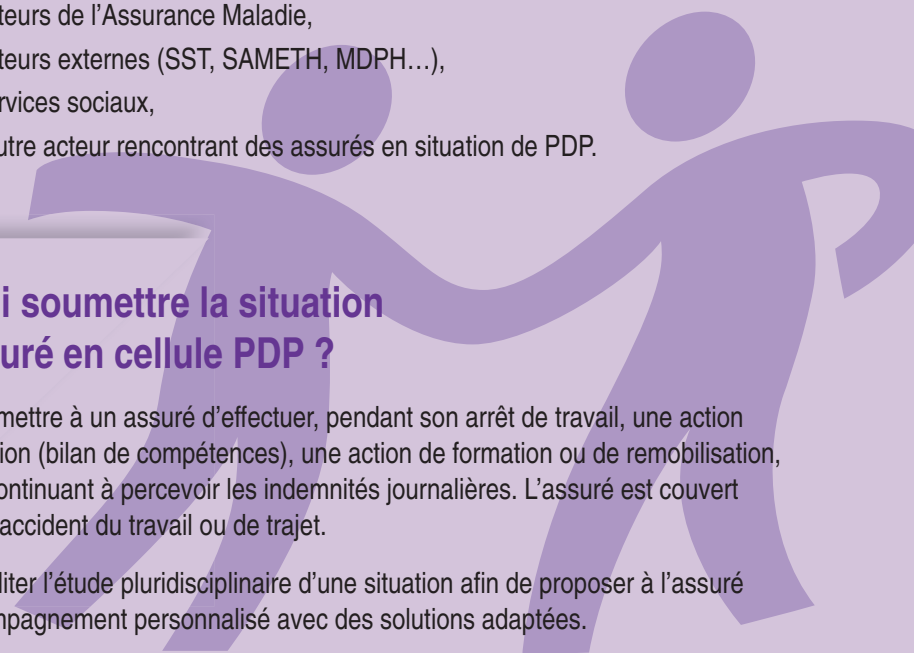 teurs de l'Assurance Maladie,
teurs externes (SST, SAMETH, MDPH…),
rvices sociaux,
utre acteur rencontrant des assurés en situation de PDP.
i soumettre la situation
uré en cellule PDP ?
mettre à un assuré d'effectuer, pendant son arrêt de travail, une action
ion (bilan de compétences), une action de formation ou de remobilisation,
ontinuant à percevoir les indemnités journalières. L'assuré est couvert
accident du travail ou de trajet.
liter l'étude pluridisciplinaire d'une situation afin de proposer à l'assuré
mpagnement personnalisé avec des solutions adaptées.